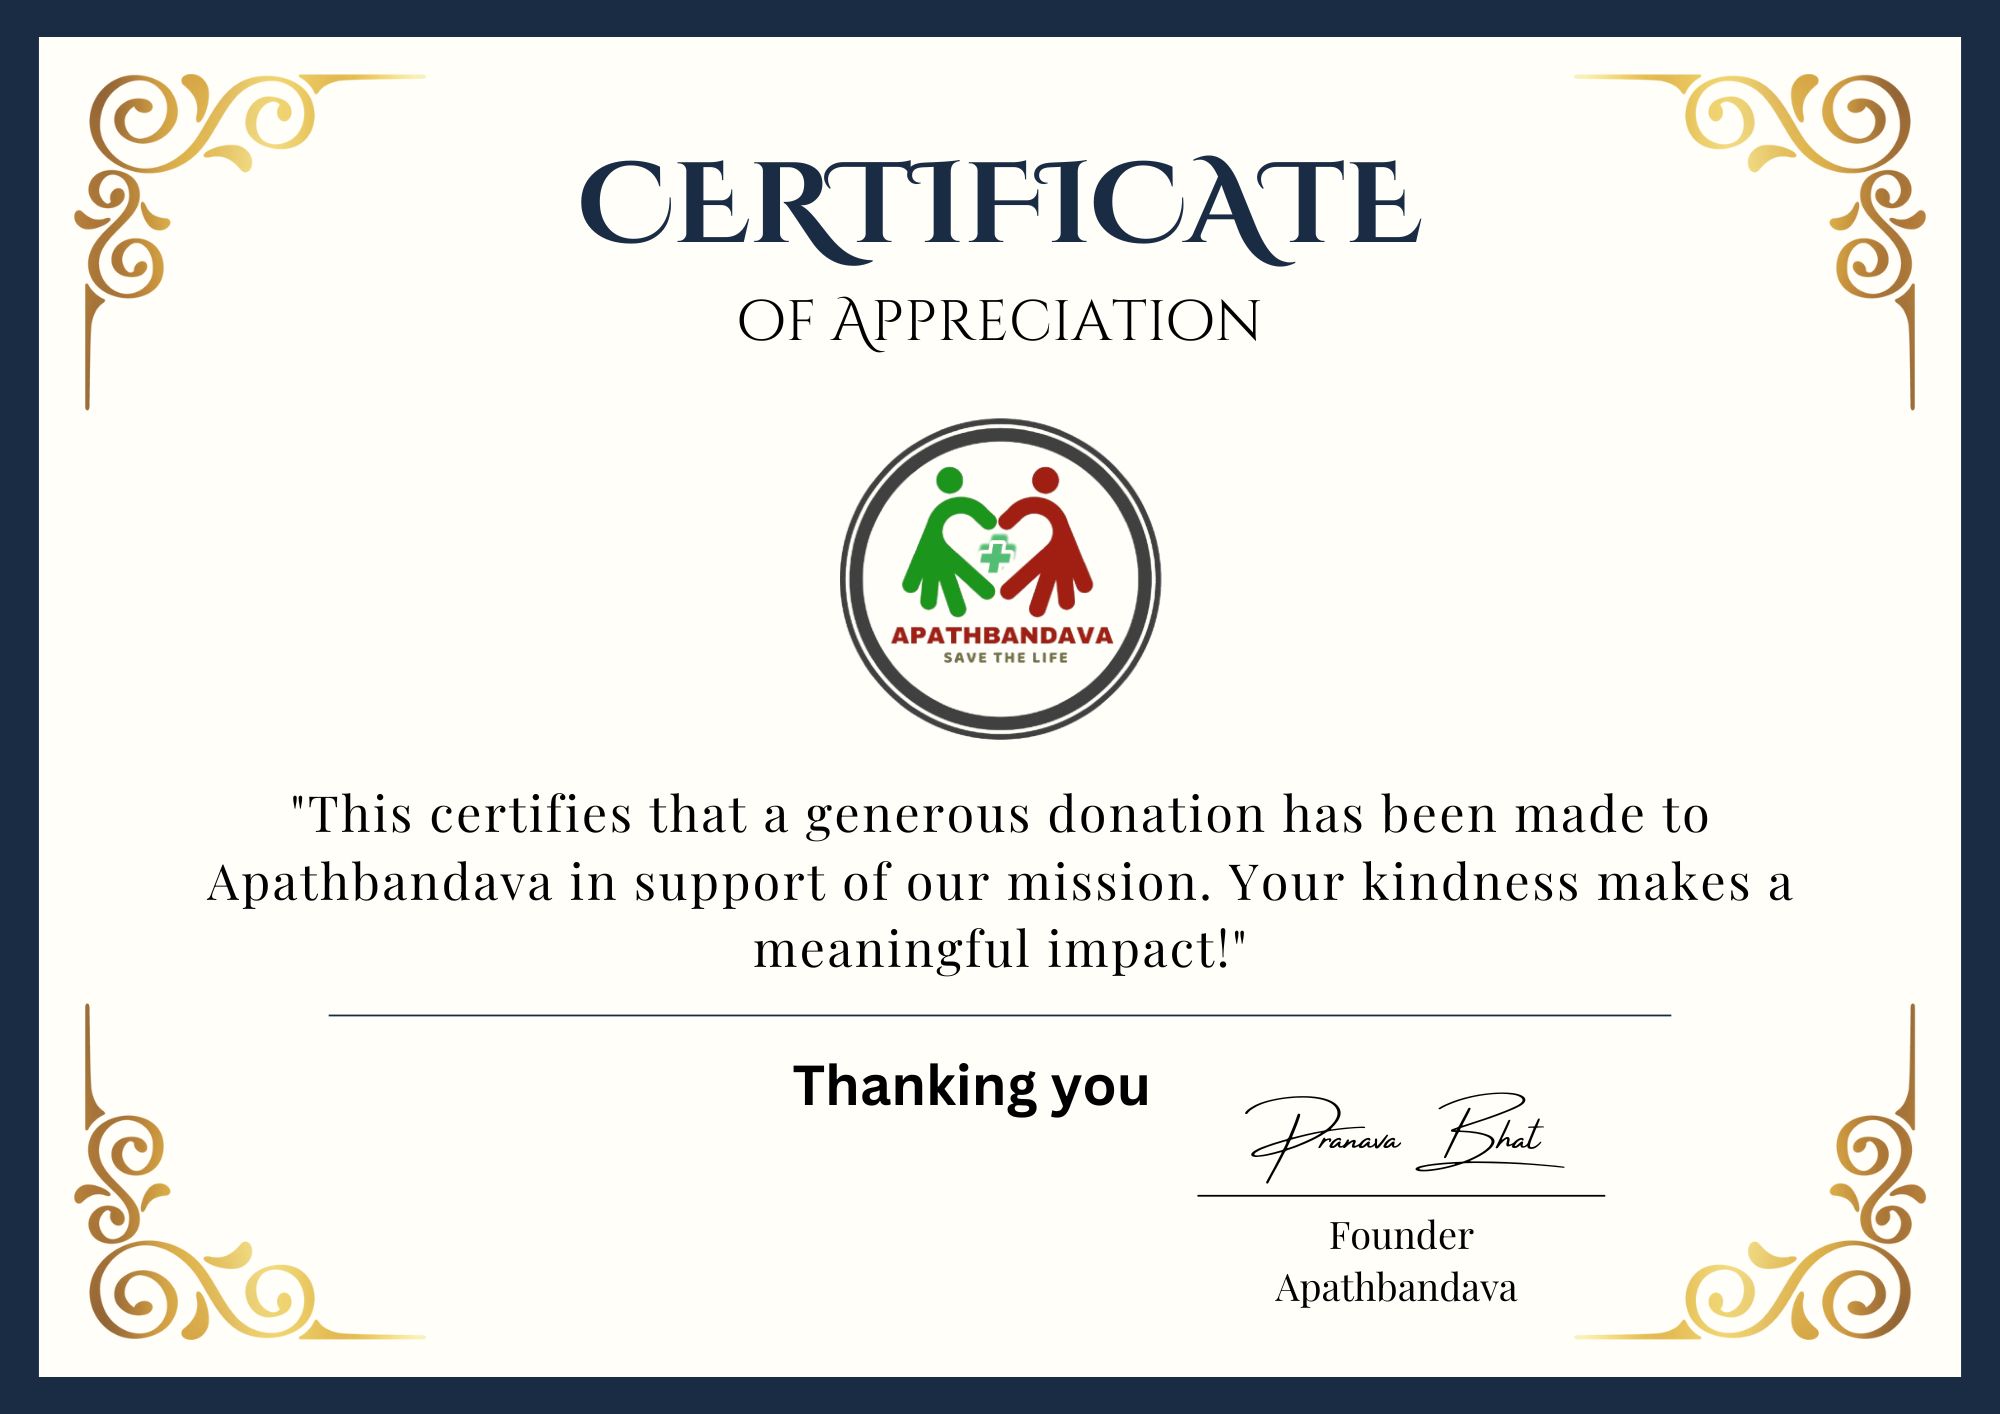 CERTIFICATE
OF APPRECIATION
APATHBANDAVA
SAVE THE LIFE
"This certifies that a generous donation has been made to
Apathbandava in support of our mission. Your kindness makes a
meaningful impact!"
Thanking you
Pranava Bhat
Founder
Apathbandava